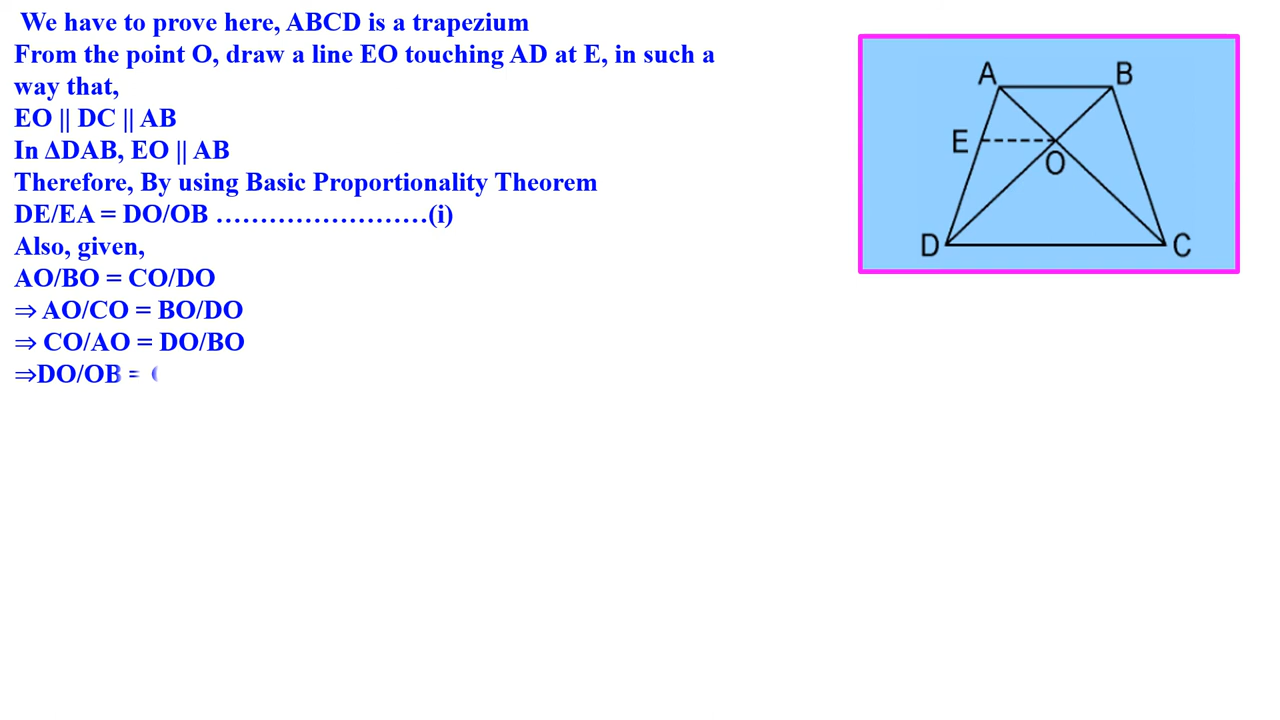 We have to prove here, ABCD is a trapezium
From the point O, draw a line EO touching AD at E, in such a
way that,
EO || DC || AB
In ΔDAB, EO || AB
Therefore, By using Basic Proportionality Theorem
DE/EA = DO/OB ……………………(i)
Also, given,
AO/BO = CO/DO
⇒ AO/CO = BO/DO
⇒ CO/AO = DO/BO
⇒DO/OB =
A
B
E
O
D
C